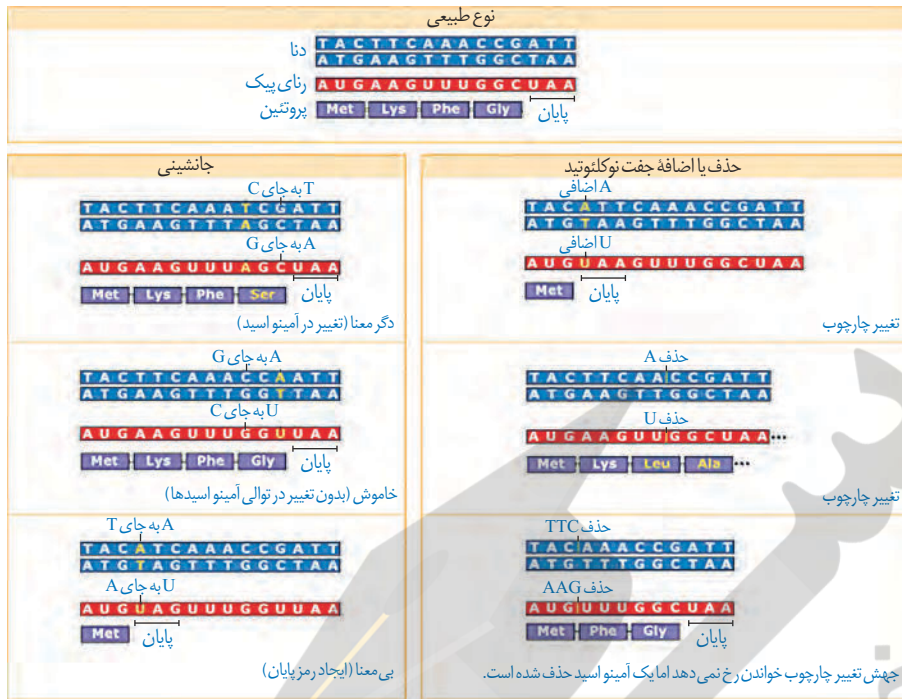 نوع طبیعی
دنا
TACTTCAAACCGATT
ATGAAGTTTGGCTAA
رنای پیک
AUGAAGUUUGGCUAA
پروتئین
Met Lys Phe Gly پایان
حذف یا اضافۀ جفت نوکلئوتید
A اضافی
TACATTCAAACCGATT
ATGTAAGTTTGGCTAA
U اضافی
AUGUAAGUUUGGCUAA
Met پایان
تغییر چارچوب
حذف A
TACTTCAACCGATT
ATGAAGTTGGCTAA
حذف U
AUGAAGUUGGCUAA...
Met Lys Leu Ala ...
تغییر چارچوب
حذف TTC
TACAAACCGATT
ATGTTTGGCTAA
حذف AAG
AUGUUUGGCUAA
Met Phe Gly پایان
جهش تغییر چارچوب خواندن رخ نمی‌دهد اما یک آمینو اسید حذف شده است.
جانشینی
T به جای C
TACTTCAAATCGATT
ATGAAGTTTAGCTAA
A به جای G
AUGAAGUUUAGCUAA
Met Lys Phe Ser پایان
دگر معنا (تغییر در آمینو اسید)
A به جای G
TACTTCAAACCAATT
ATGAAGTTTGGTTAA
U به جای C
AUGAAGUUUGGUUAA
Met Lys Phe Gly پایان
خاموش (بدون تغییر در توالی آمینو اسیدها)
A به جای T
TACATCAAACCGATT
ATGTAGTTTGGCTAA
U به جای A
AUGUAGUUUGGUUAA
Met پایان
بی معنا (ایجاد رمز پایان)